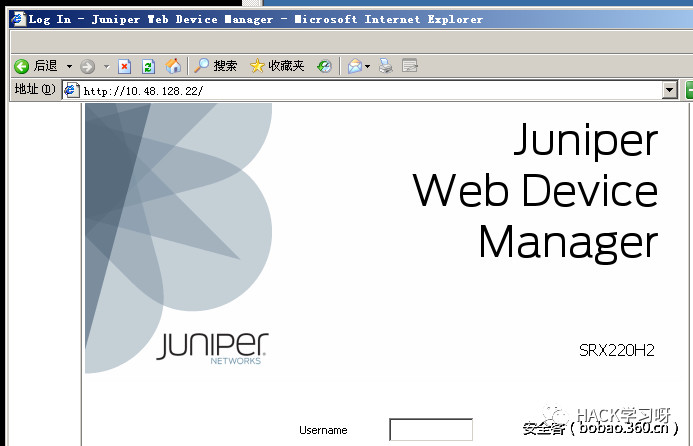 Log In - Juniper Web Device Manager - Microsoft Internet Explorer
后退 搜索 收藏夹
地址(D) http://10.48.128.22/
Juniper
Web Device
Manager
JUNIPER
NETWORKS
SRX220H2
HACK学习呀
Username
安全客（bobao.360.cn）